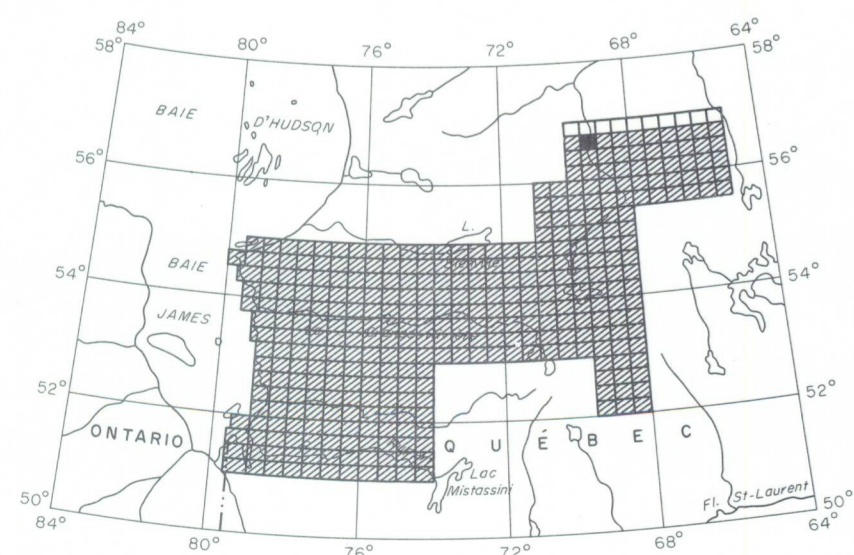 84°
58°
80°
76°
72°
68°
64°
58°
BAIE
D'HUDSON
56°
56°
L.
BAIE
54°
54°
JAMES
52°
52°
ONTARIO
QUÉBEC
Lac
Mistassini
Fl. St-Laurent
50°
50°
84°
80°
76°
72°
68°
64°